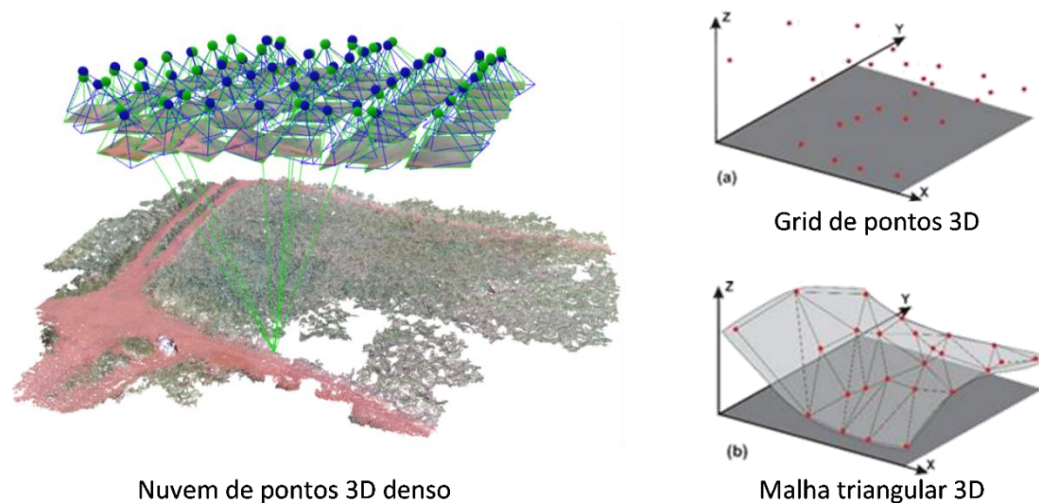 Z
Y
X
(a)
Grid de pontos 3D
Z
Y
X
(b)
Nuvem de pontos 3D denso
Malha triangular 3D